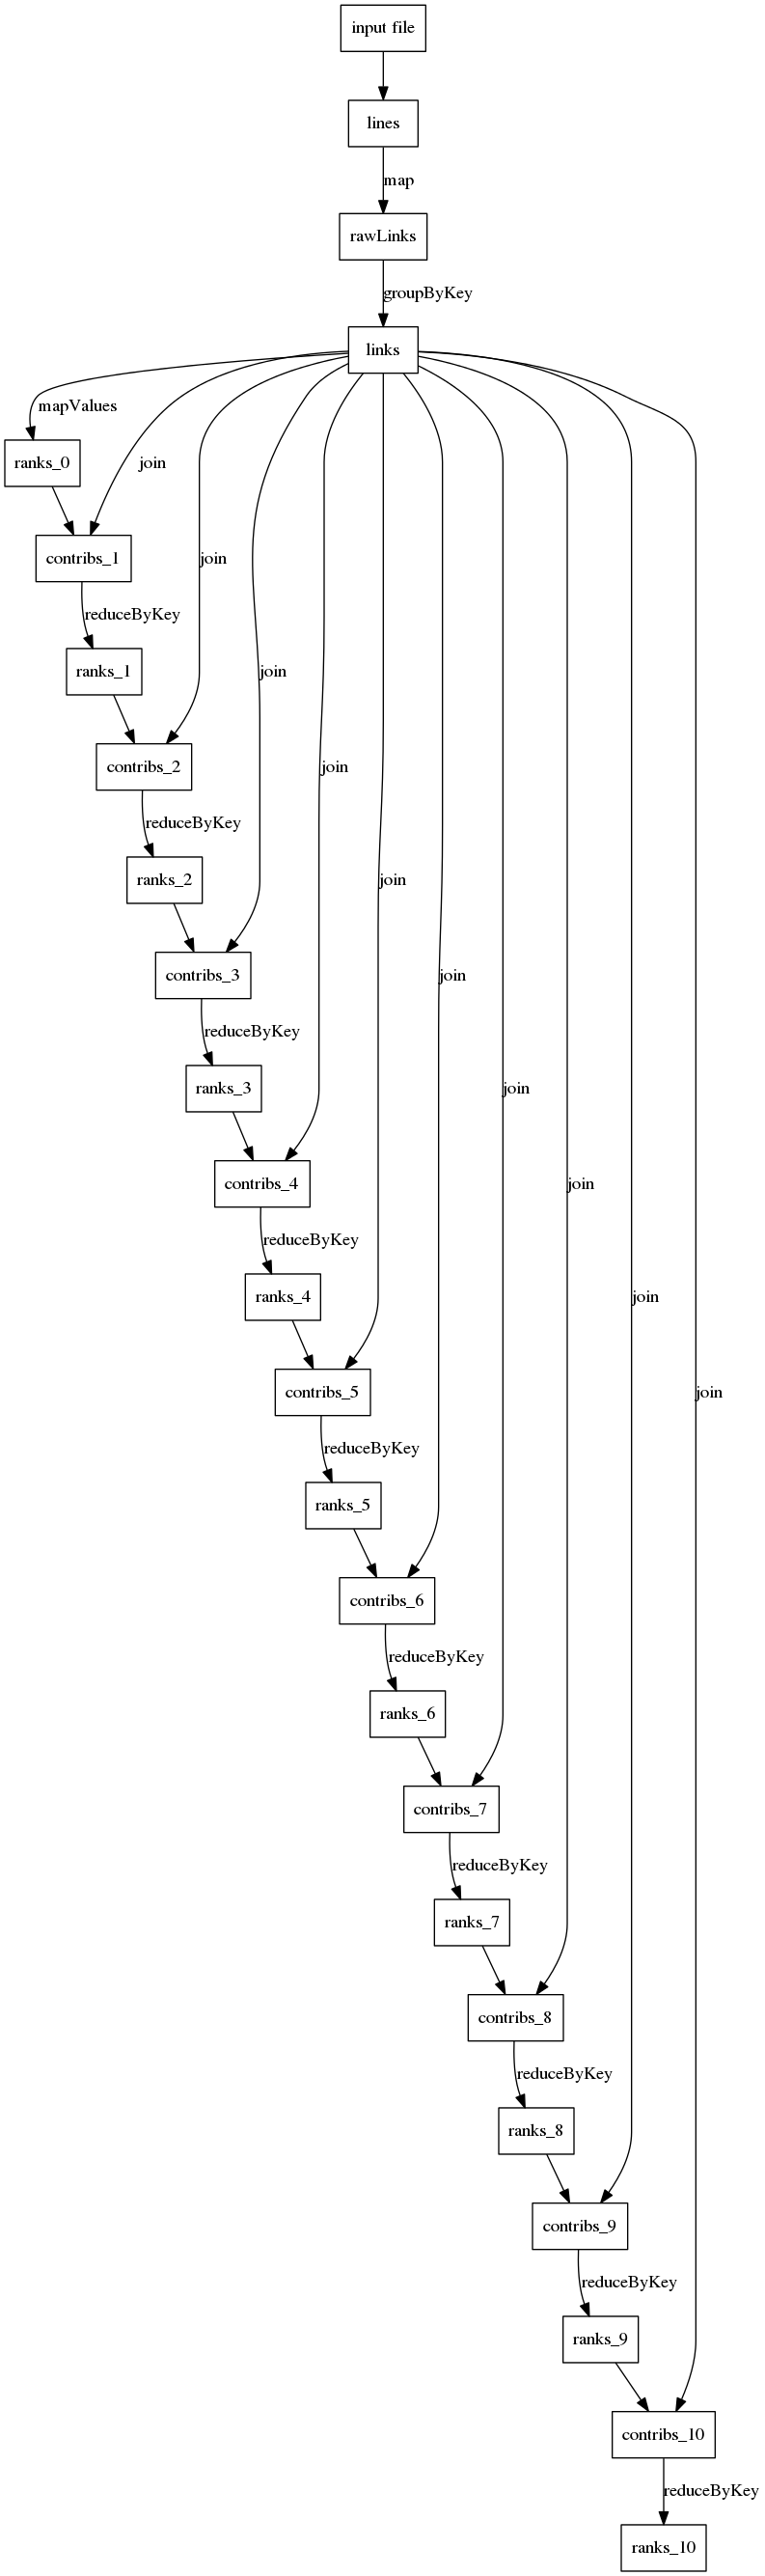 input file
lines
map
rawLinks
groupByKey
links
mapValues
ranks_0
join
contribs_1
join
reduceByKey
ranks_1
join
contribs_2
join
reduceByKey
ranks_2
join
contribs_3
join
reduceByKey
ranks_3
join
contribs_4
join
reduceByKey
ranks_4
join
contribs_5
join
reduceByKey
ranks_5
contribs_6
reduceByKey
ranks_6
contribs_7
reduceByKey
ranks_7
contribs_8
reduceByKey
ranks_8
contribs_9
reduceByKey
ranks_9
contribs_10
reduceByKey
ranks_10